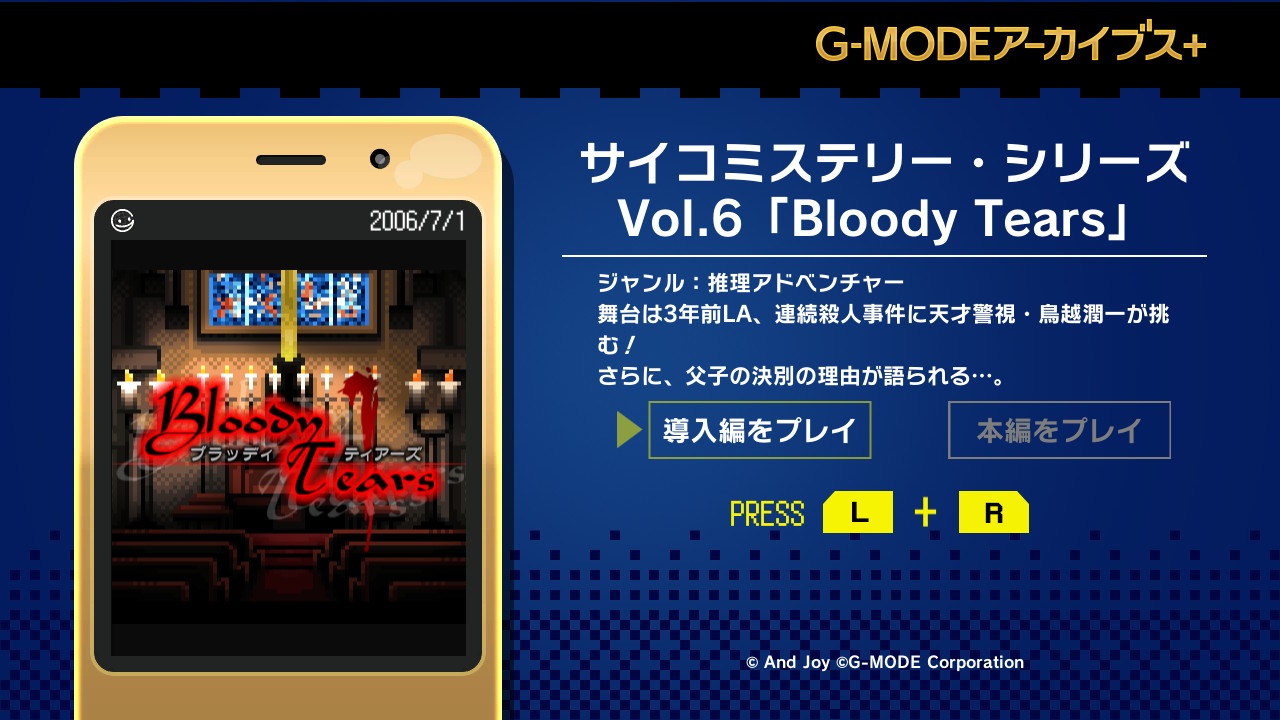 G-MODEアーカイブス+
2006/7/1
Bloody
ブラッディ ティアーズ
Tears
サイコミステリー・シリーズ
Vol.6「Bloody Tears」
ジャンル：推理アドベンチャー
舞台は3年前LA、連続殺人事件に天才警視・鳥越潤一が挑
む！
さらに、父子の決別の理由が語られる…。
導入編をプレイ
本編をプレイ
PRESS L + R
© And Joy ©G-MODE Corporation